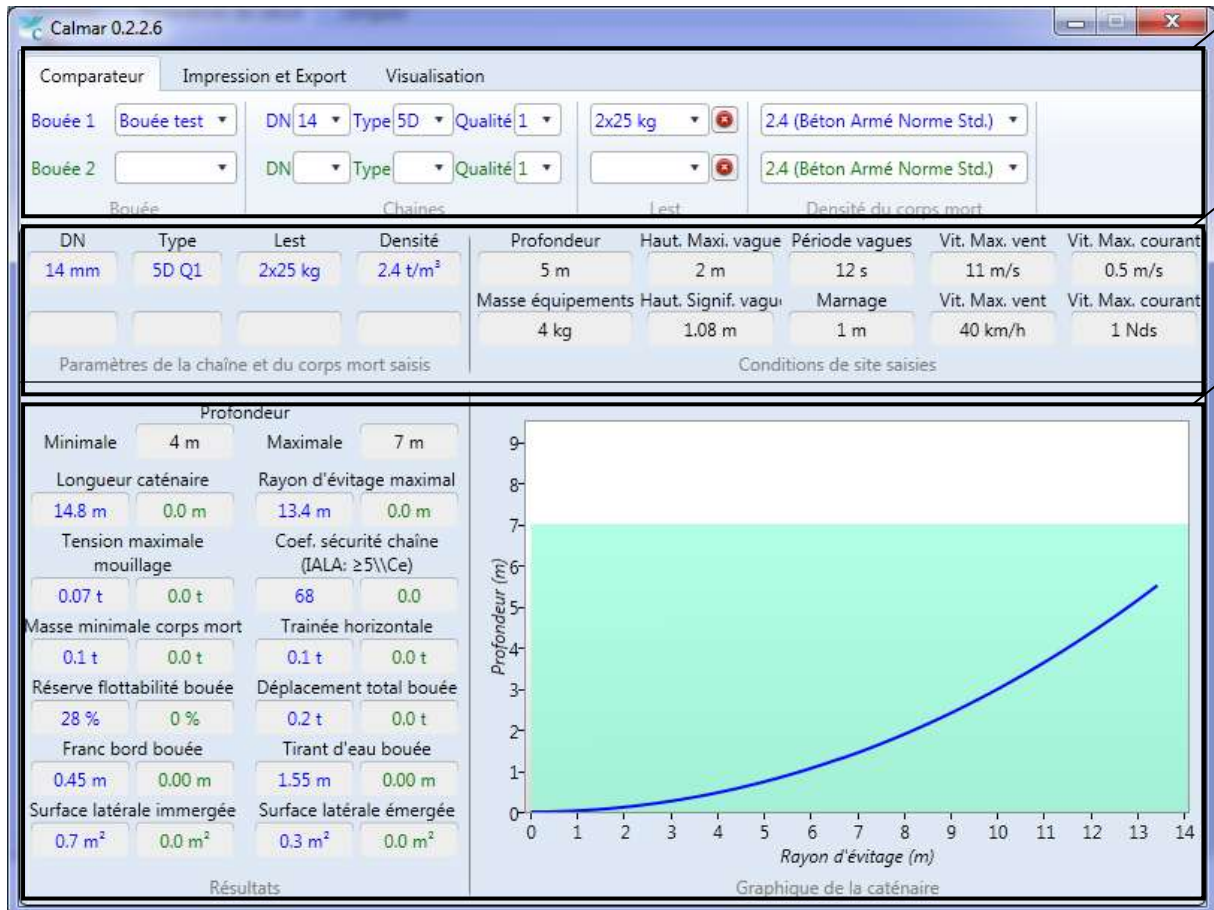 Calmar 0.2.2.6
Comparateur Impression et Export Visualisation
Bouée 1 Bouée test DN 14 Type 5D Qualité 1 2x25 kg 2.4 (Béton Armé Norme Std.)
Bouée 2 DN Type Qualité 1 2.4 (Béton Armé Norme Std.)
Bouée Chaines Lest Densité du corps mort
DN Type Lest Densité Profondeur Haut. Maxi. vague Période vagues Vit. Max. vent Vit. Max. courant
14 mm 5D Q1 2x25 kg 2.4 t/m³ 5 m 2 m 12 s 11 m/s 0.5 m/s
Masse équipements Haut. Signif. vagu Marnage Vit. Max. vent Vit. Max. courant
4 kg 1.08 m 1 m 40 km/h 1 Nds
Paramètres de la chaîne et du corps mort saisis Conditions de site saisies
Profondeur
Minimale 4 m Maximale 7 m
Longueur caténaire Rayon d'évitage maximal
14.8 m 0.0 m 13.4 m 0.0 m
Tension maximale mouillage
Coef. sécurité chaîne (IALA: ≥5\\Ce)
0.07 t 0.0 t 68 0.0
Masse minimale corps mort Trainée horizontale
0.1 t 0.0 t 0.1 t 0.0 t
Réserve flottabilité bouée Déplacement total bouée
28 % 0 % 0.2 t 0.0 t
Franc bord bouée Tirant d'eau bouée
0.45 m 0.00 m 1.55 m 0.00 m
Surface latérale immergée Surface latérale émergée
0.7 m² 0.0 m² 0.3 m² 0.0 m²
Résultats
Profondeur (m)
9
8
7
6
5
4
3
2
1
0
0 1 2 3 4 5 6 7 8 9 10 11 12 13 14
Rayon d'évitage (m)
Graphique de la caténaire